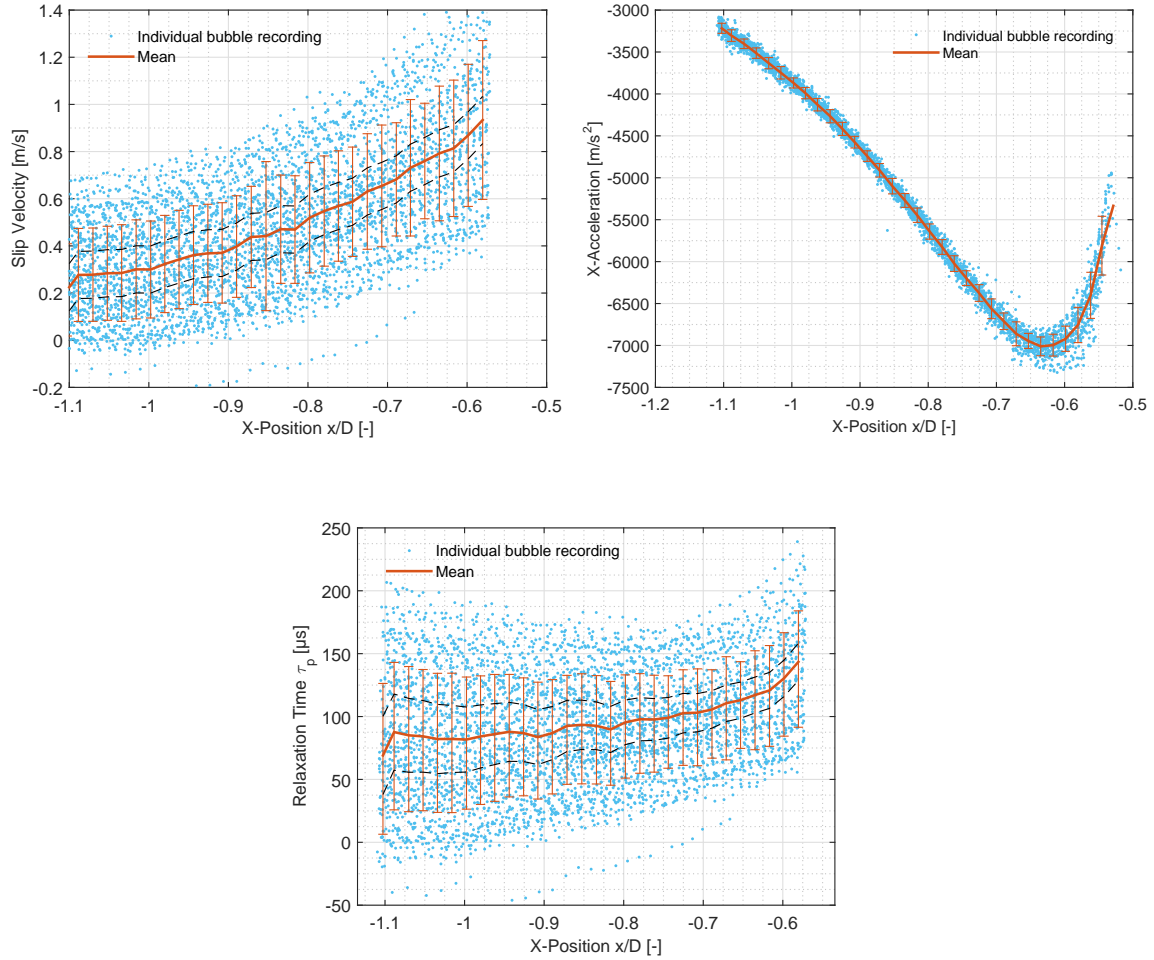 1.4
1.2
1
0.8
0.6
0.4
0.2
0
-0.2
Slip Velocity [m/s]
Individual bubble recording
Mean
-1.1 -1 -0.9 -0.8 -0.7 -0.6 -0.5
X-Position x/D [-]
-3000
-3500
-4000
-4500
-5000
-5500
-6000
-6500
-7000
-7500
X-Acceleration [m/s²]
Individual bubble recording
Mean
-1.2 -1.1 -1 -0.9 -0.8 -0.7 -0.6 -0.5
X-Position x/D [-]
250
200
150
100
50
0
-50
Relaxation Time τp [µs]
Individual bubble recording
Mean
-1.1 -1 -0.9 -0.8 -0.7 -0.6
X-Position x/D [-]